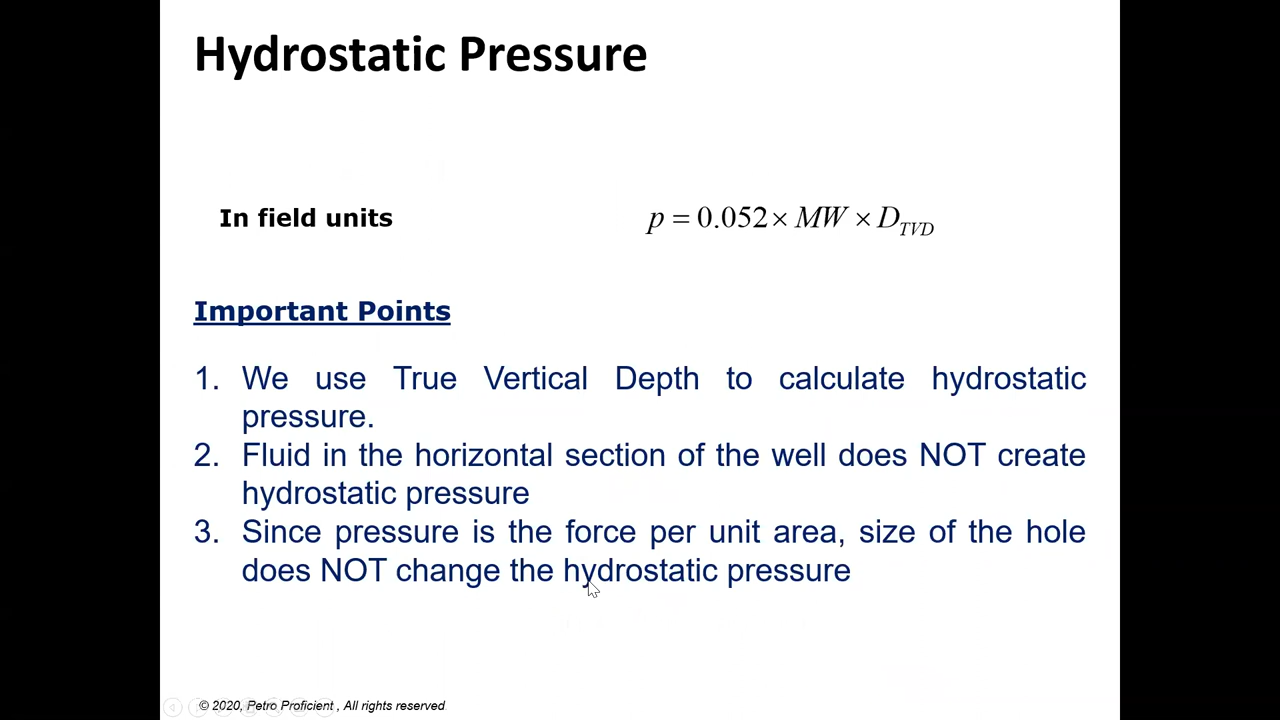 Hydrostatic Pressure
In field units
p = 0.052 × MW × D_TVD
Important Points
1. We use True Vertical Depth to calculate hydrostatic
pressure.
2. Fluid in the horizontal section of the well does NOT create
hydrostatic pressure
3. Since pressure is the force per unit area, size of the hole
does NOT change the hydrostatic pressure
© 2020, Petro Proficient , All rights reserved